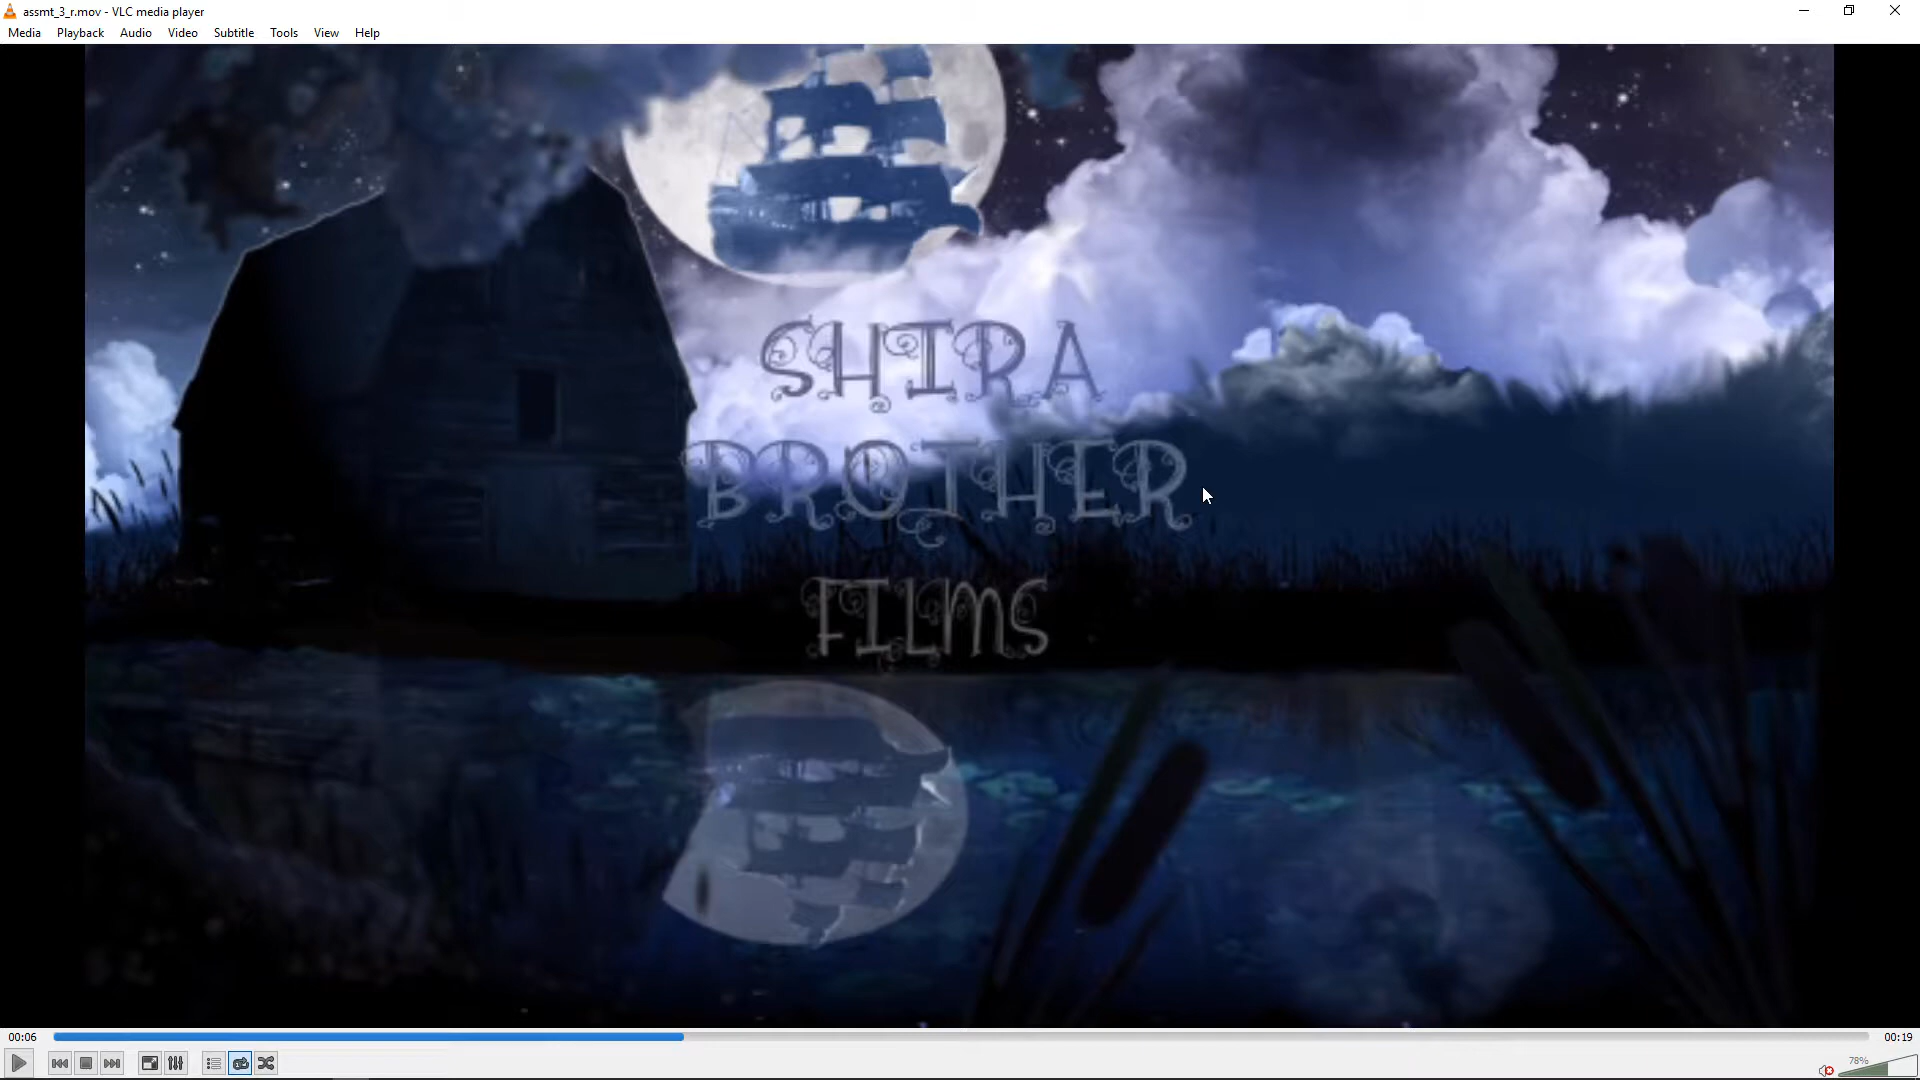 assmt_3_r.mov - VLC media player
Media Playback Audio Video Subtitle Tools View Help
SHIRA
BROTHER
FILMS
00:06 00:19
78%